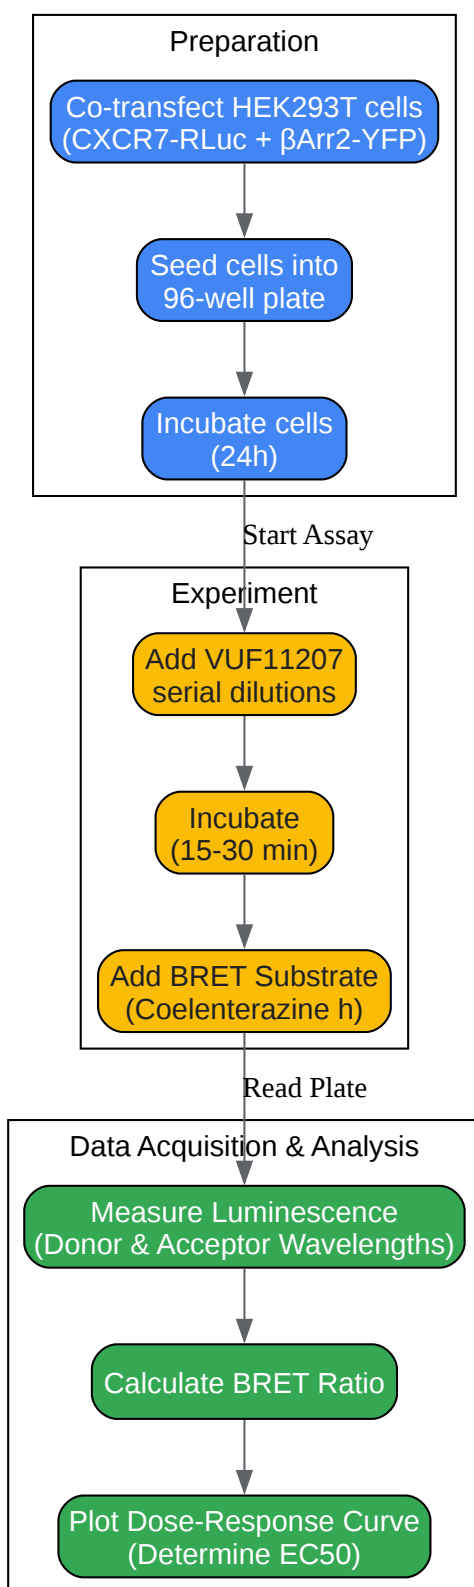 Preparation
Co-transfect HEK293T cells
(CXCR7-RLuc + βArr2-YFP)
Seed cells into
96-well plate
Incubate cells
(24h)
Start Assay
Experiment
Add VUF11207
serial dilutions
Incubate
(15-30 min)
Add BRET Substrate
(Coelenterazine h)
Read Plate
Data Acquisition & Analysis
Measure Luminescence
(Donor & Acceptor Wavelengths)
Calculate BRET Ratio
Plot Dose-Response Curve
(Determine EC50)